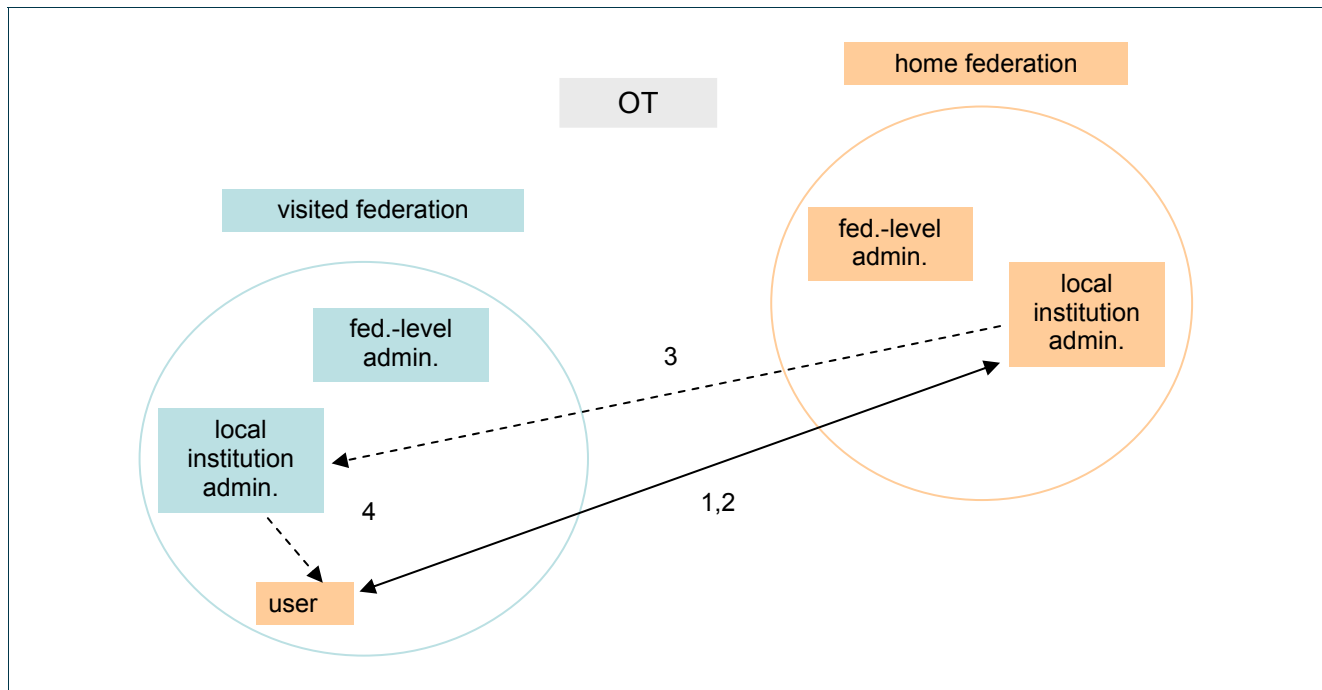 home federation
OT
visited federation
fed.-level
admin.
local
institution
admin.
fed.-level
admin.
3
local
institution
admin.
4
1,2
user